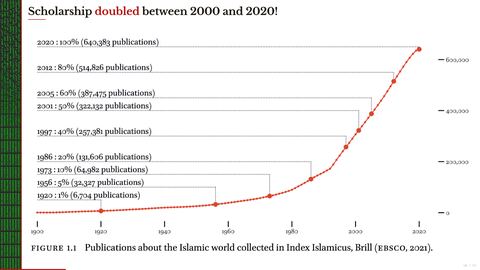 Scholarship doubled between 2000 and 2020!
2020 : 100% (640,383 publications)
2012 : 80% (514,826 publications)
2005 : 60% (387,475 publications)
2001 : 50% (322,132 publications)
1997 : 40% (257,381 publications)
1986 : 20% (131,606 publications)
1973 : 10% (64,982 publications)
1956 : 5% (32,327 publications)
1920 : 1% (6,704 publications)
600,000
400,000
200,000
0
1900 1920 1940 1960 1980 2000 2020
FIGURE 1.1 Publications about the Islamic world collected in Index Islamicus, Brill (EBSCO, 2021).